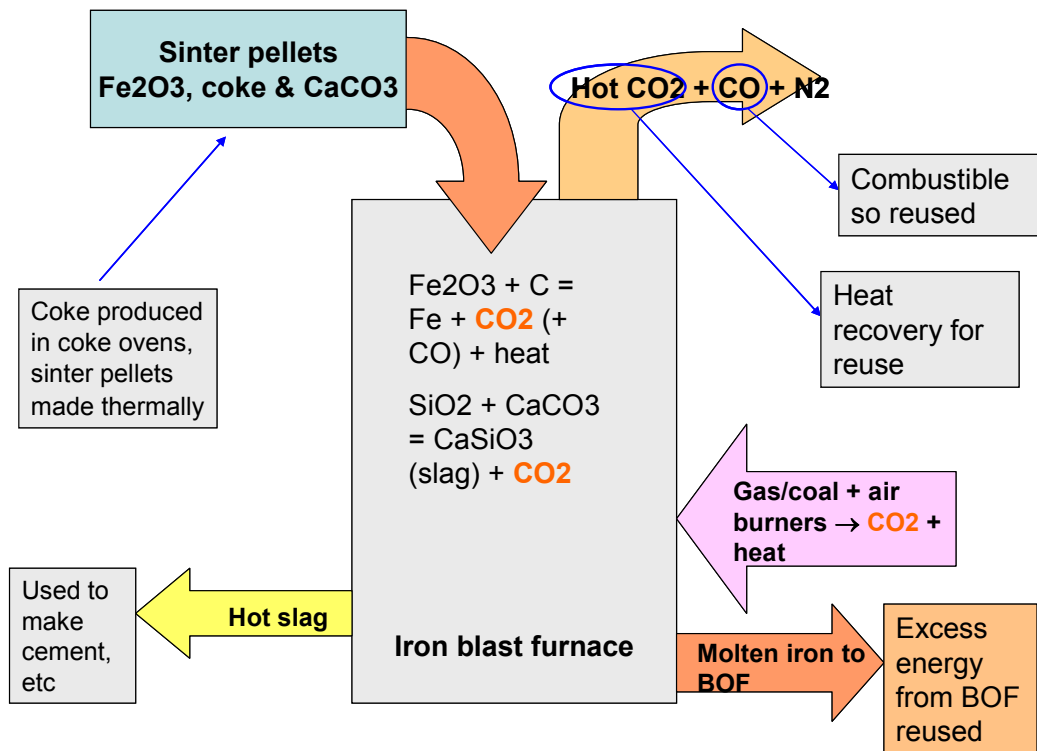 Sinter pellets
Fe2O3, coke & CaCO3
Hot CO2 + CO + N2
Combustible
so reused
Heat
recovery for
reuse
Coke produced
in coke ovens,
sinter pellets
made thermally
Fe2O3 + C =
Fe + CO2 (+
CO) + heat
SiO2 + CaCO3
= CaSiO3
(slag) + CO2
Gas/coal + air
burners → CO2 +
heat
Used to
make
cement,
etc
Hot slag
Iron blast furnace
Molten iron to
BOF
Excess
energy
from BOF
reused